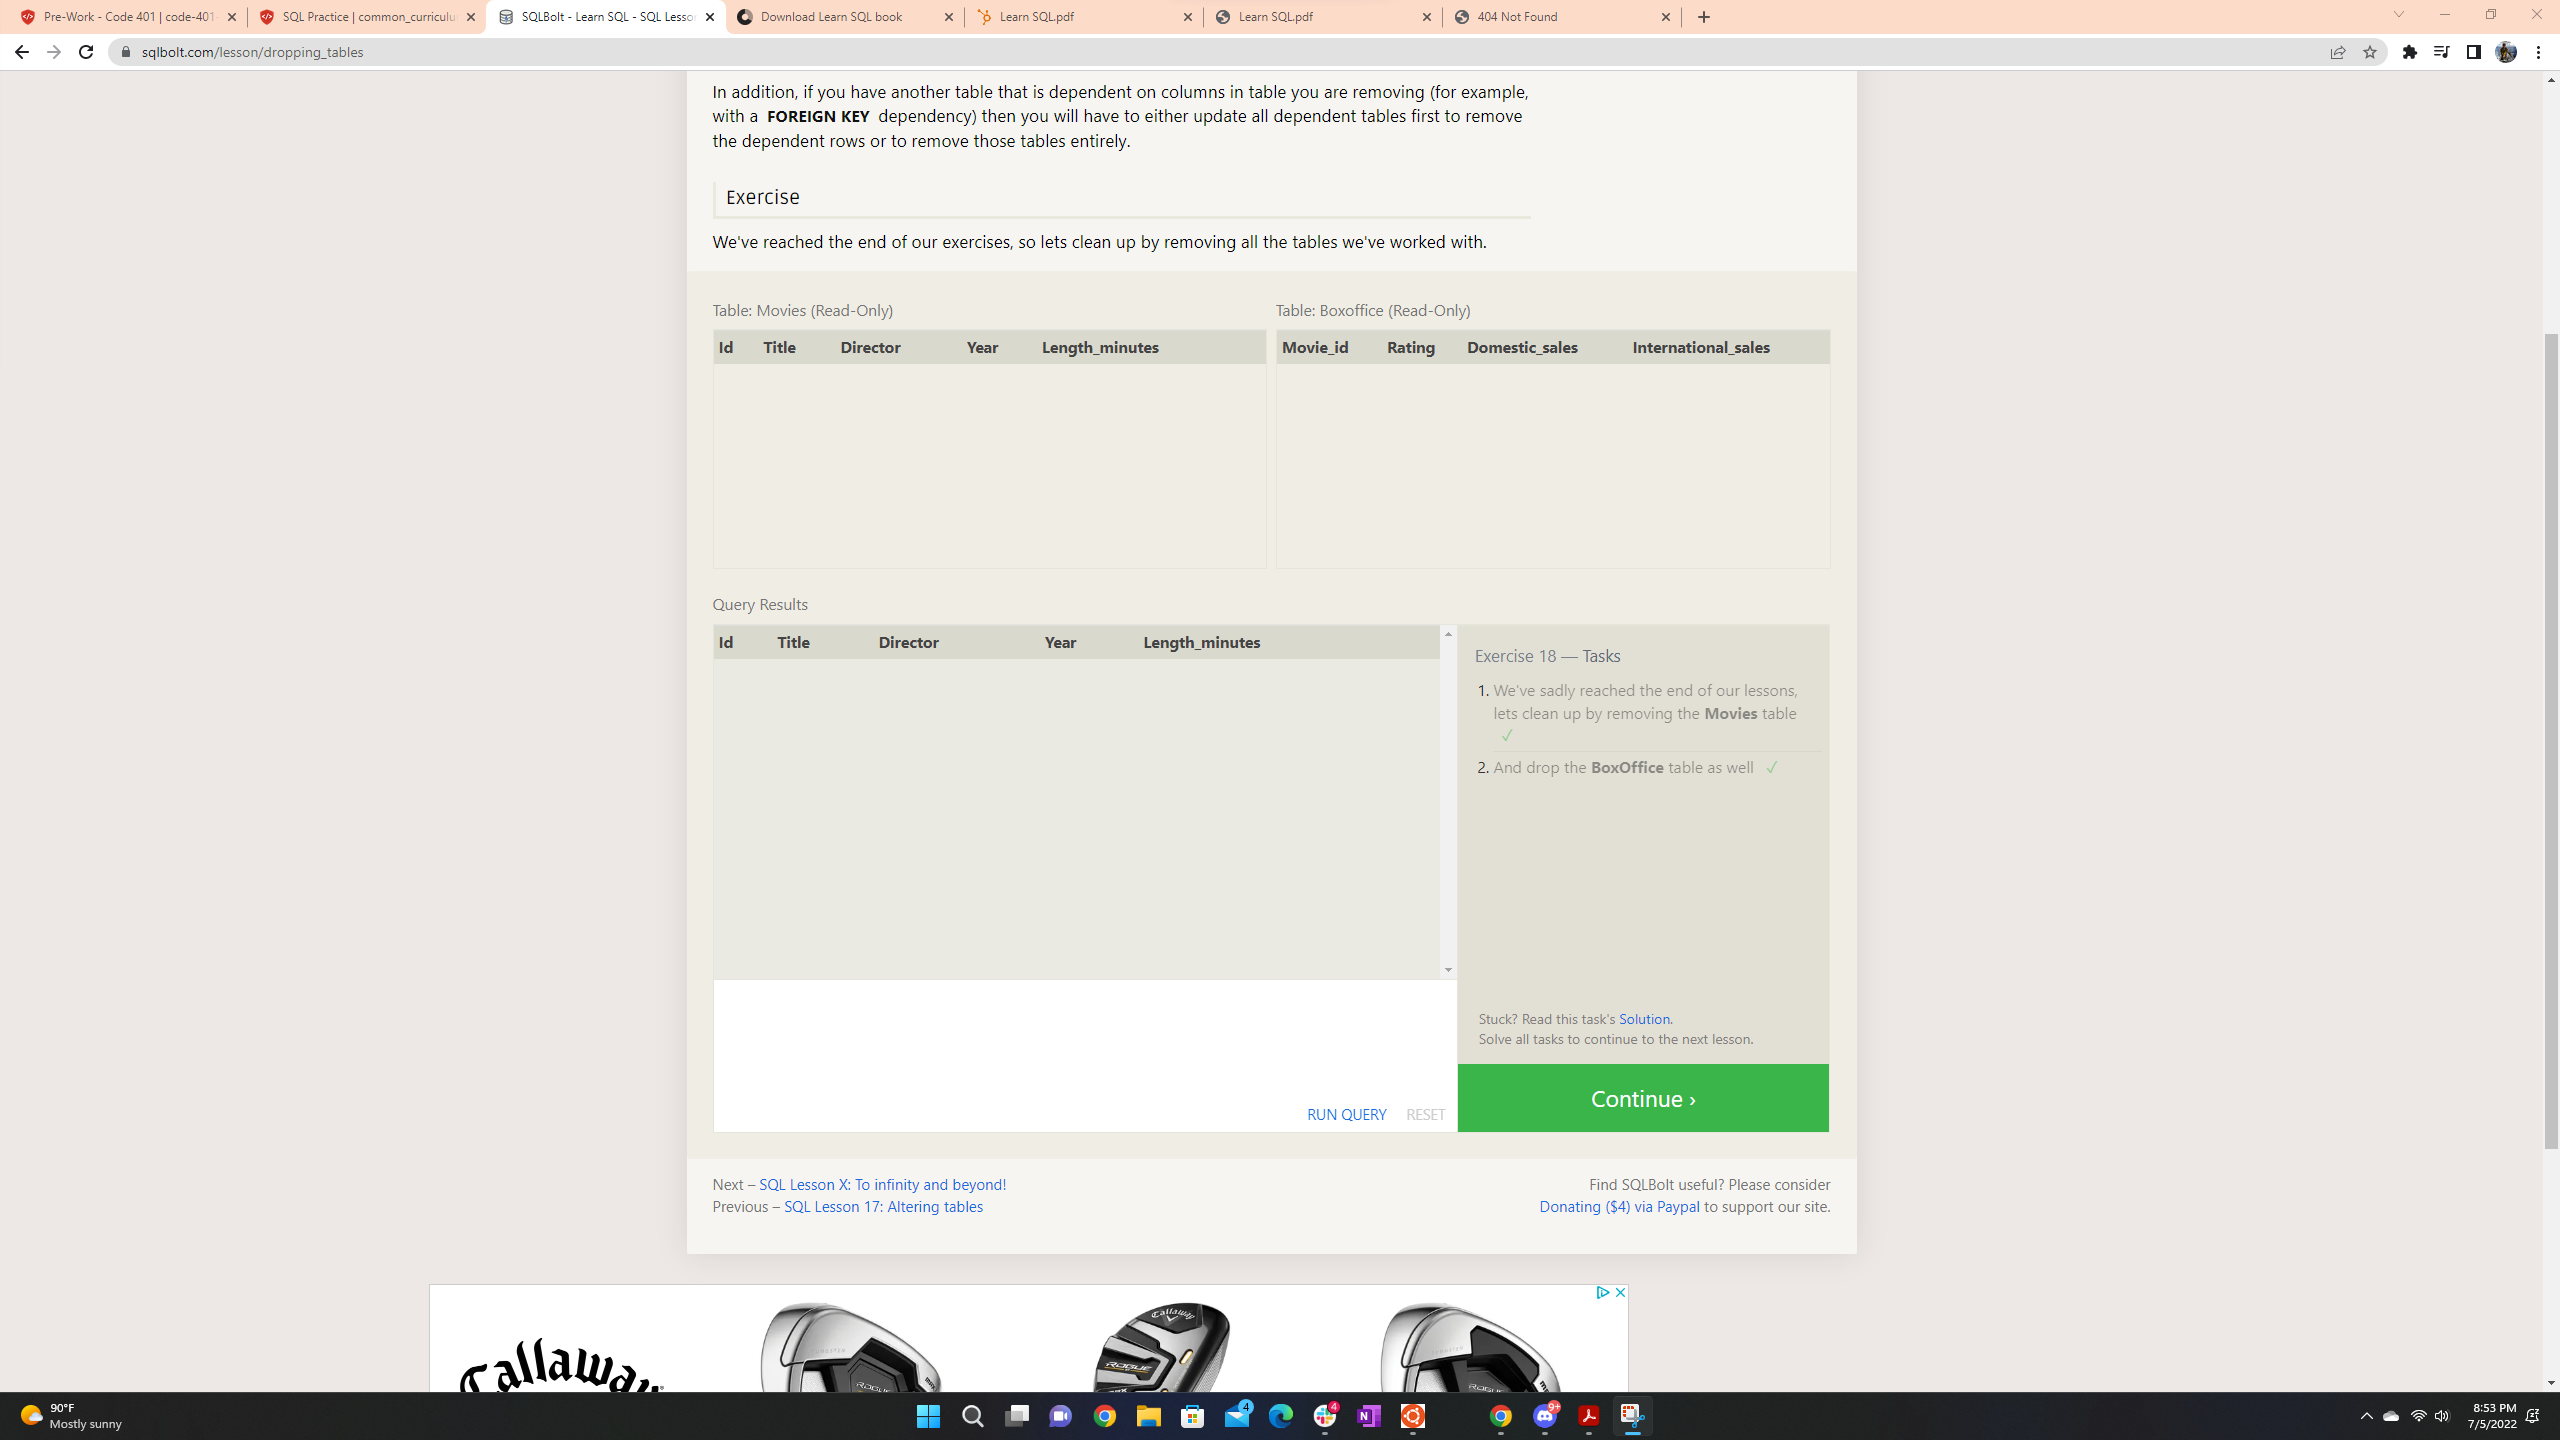 Pre-Work - Code 401 | code-401-
SQL Practice | common_curriculu
SQLBolt - Learn SQL - SQL Lesso
Download Learn SQL book
Learn SQL.pdf
Learn SQL.pdf
404 Not Found
sqlbolt.com/lesson/dropping_tables
In addition, if you have another table that is dependent on columns in table you are removing (for example,
with a FOREIGN KEY dependency) then you will have to either update all dependent tables first to remove
the dependent rows or to remove those tables entirely.
Exercise
We've reached the end of our exercises, so lets clean up by removing all the tables we've worked with.
Table: Movies (Read-Only)
Id Title Director Year Length_minutes
Table: Boxoffice (Read-Only)
Movie_id Rating Domestic_sales International_sales
Query Results
Id Title Director Year Length_minutes
Exercise 18 — Tasks
1. We've sadly reached the end of our lessons,
lets clean up by removing the Movies table
✓
2. And drop the BoxOffice table as well ✓
Stuck? Read this task's Solution.
Solve all tasks to continue to the next lesson.
RUN QUERY RESET
Continue ›
Next – SQL Lesson X: To infinity and beyond!
Previous – SQL Lesson 17: Altering tables
Find SQLBolt useful? Please consider
Donating ($4) via Paypal to support our site.
Callaway
Callaway
ROGUE
ROGUE
ROGUE
90°F
Mostly sunny
4
4
9+
8:53 PM
7/5/2022